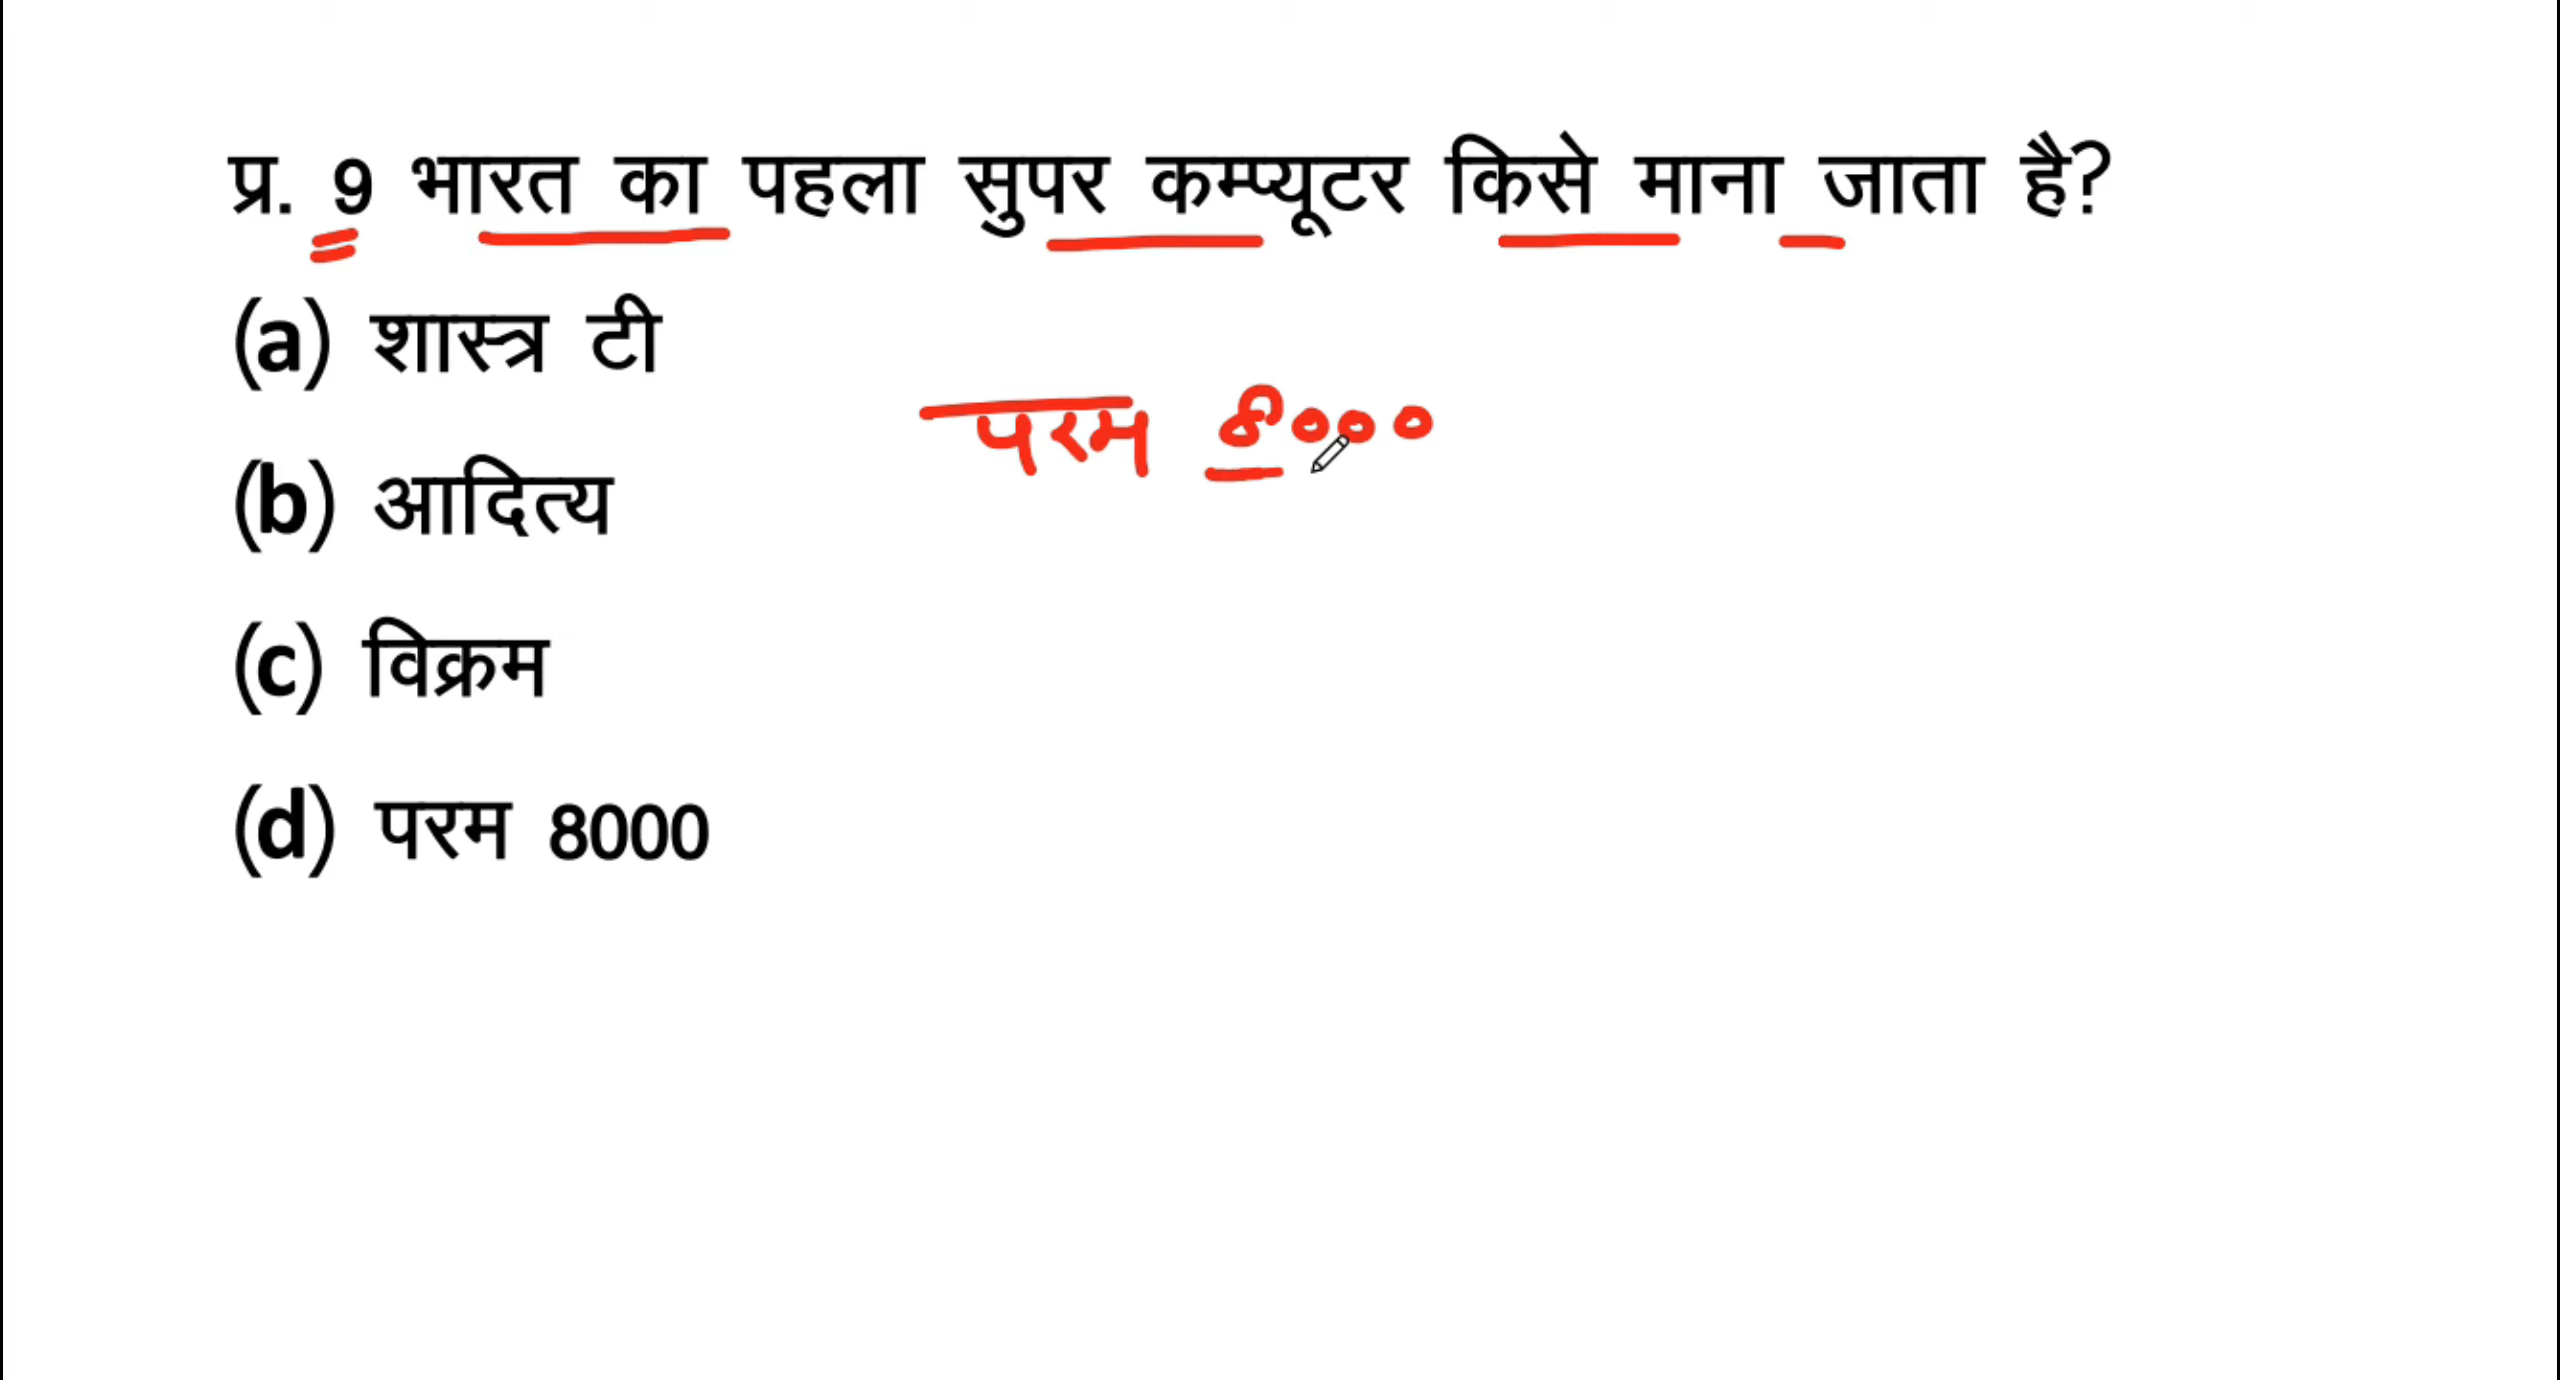 प्र. 9 भारत का पहला सुपर कम्प्यूटर किसे माना जाता है?
(a) शास्त्र टी
परम 8000
(b) आदित्य
(c) विक्रम
(d) परम 8000